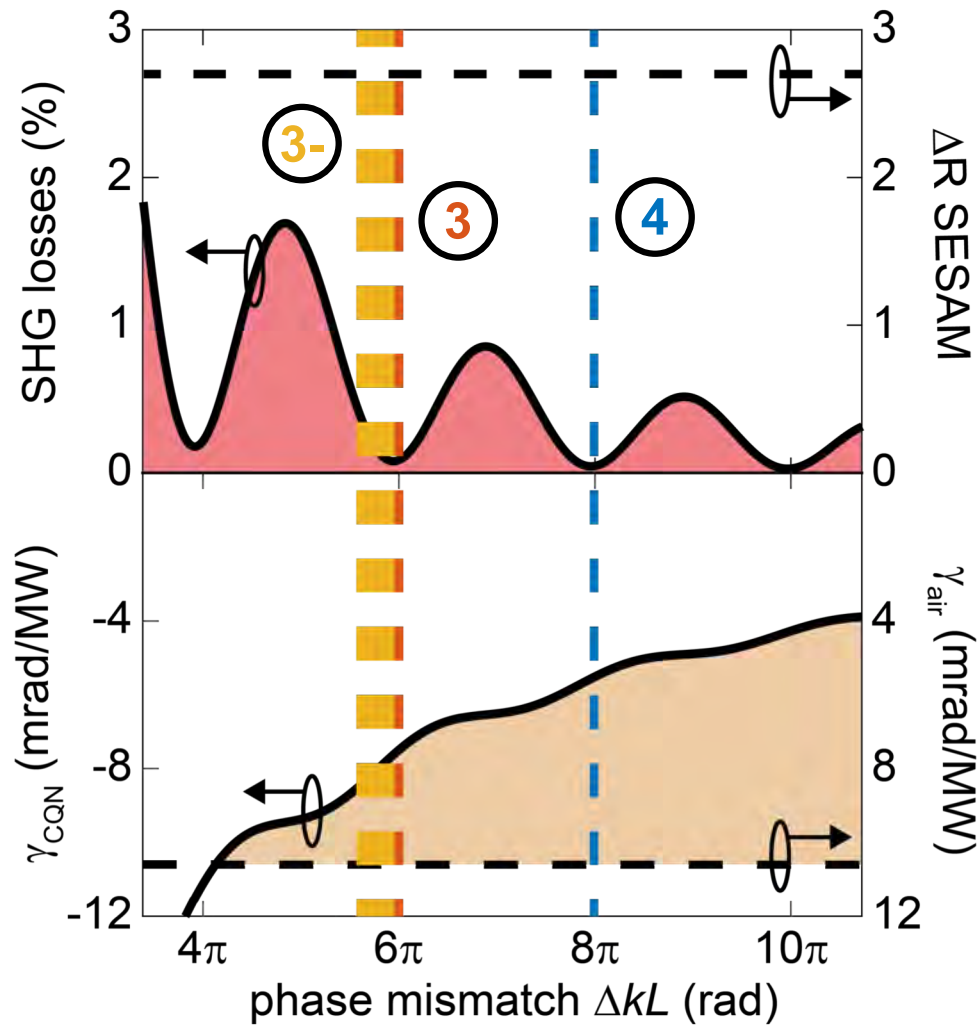 3
2
1
0
SHG losses (%)
3-
3
4
3
2
1
0
ΔR SESAM
-4
-8
-12
γCQN (mrad/MW)
4
8
12
γair (mrad/MW)
4π 6π 8π 10π
phase mismatch ΔkL (rad)